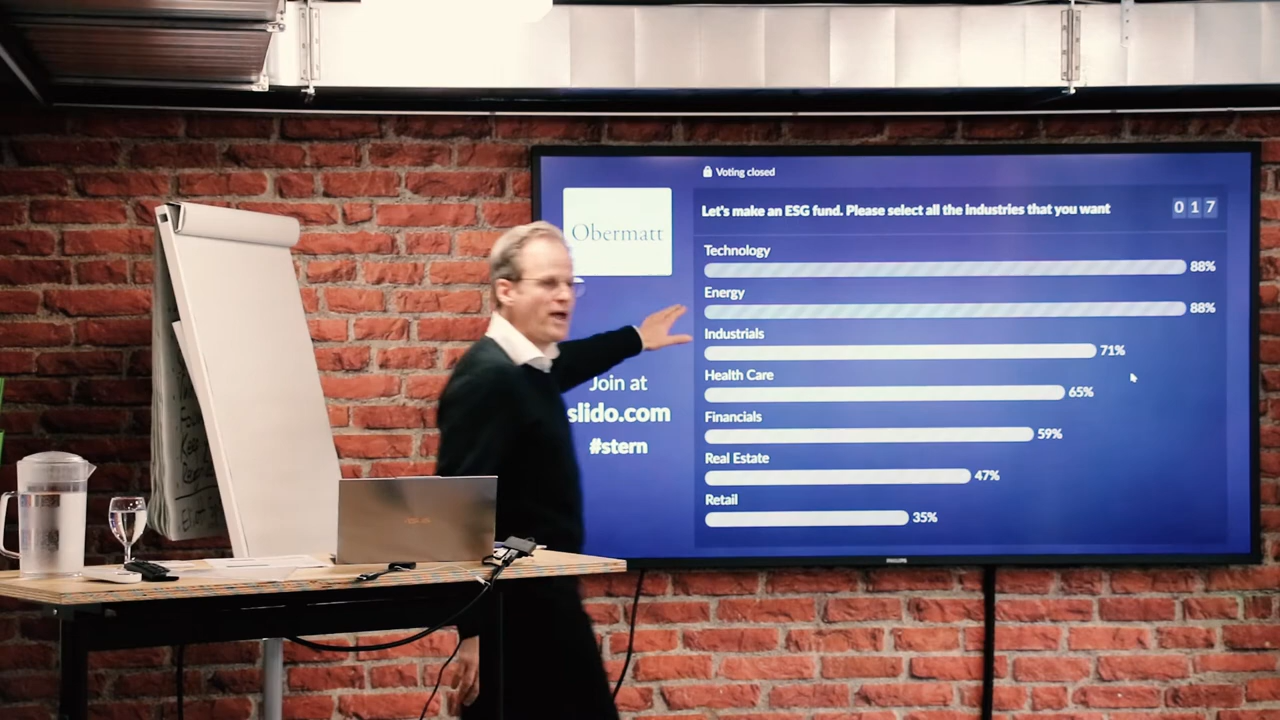 Voting closed
Obermatt
Let's make an ESG fund. Please select all the industries that you want
017
Technology
88%
Energy
88%
Industrials
71%
Health Care
65%
Financials
59%
Real Estate
47%
Retail
35%
Join at
slido.com
#stern
PHILIPS